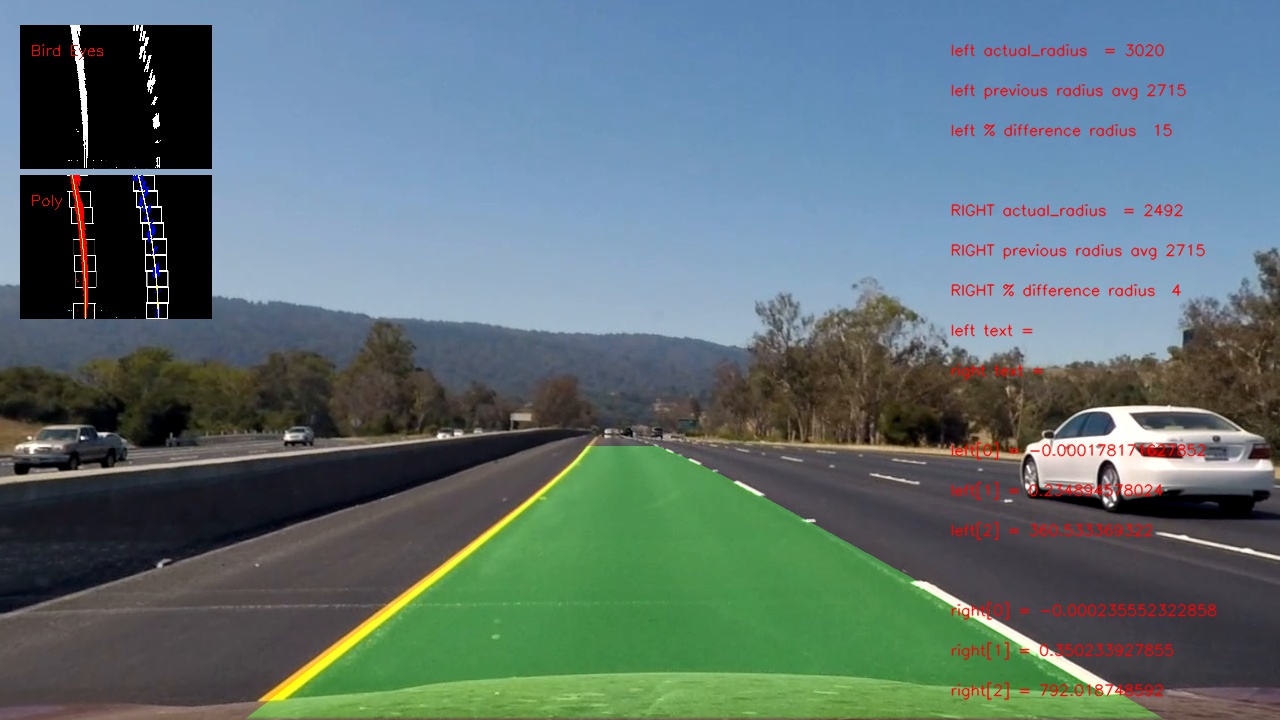 Bird Eyes
Poly
left actual_radius = 3020
left previous radius avg 2715
left % difference radius 15
RIGHT actual_radius = 2492
RIGHT previous radius avg 2715
RIGHT % difference radius 4
left text =
right text =
left[0] = -0.000178171627852
left[1] = 0.234894578024
left[2] = 360.533369322
right[0] = -0.000235552322858
right[1] = 0.350233927855
right[2] = 792.018748592